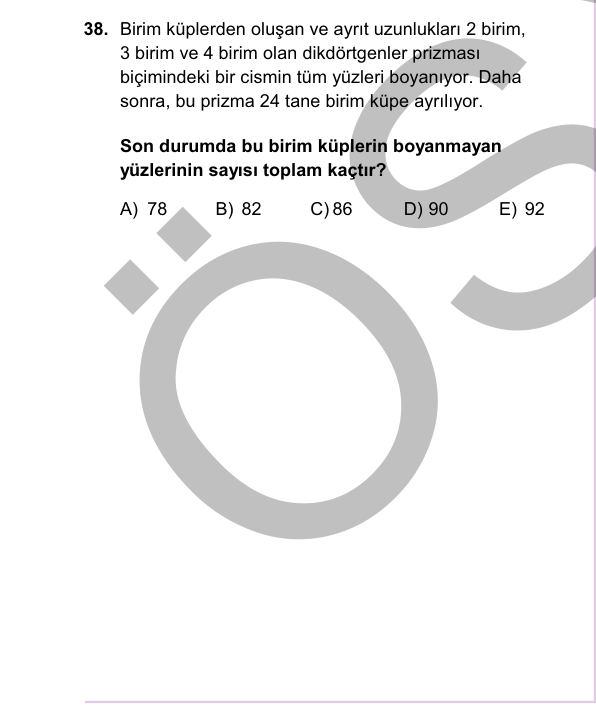 38. Birim küplerden oluşan ve ayrıt uzunlukları 2 birim,
3 birim ve 4 birim olan dikdörtgenler prizması
biçimindeki bir cismin tüm yüzleri boyanıyor. Daha
sonra, bu prizma 24 tane birim küpe ayrılıyor.
Son durumda bu birim küplerin boyanmayan
yüzlerinin sayısı toplam kaçtır?
A) 78 B) 82 C) 86 D) 90 E) 92
ÖS